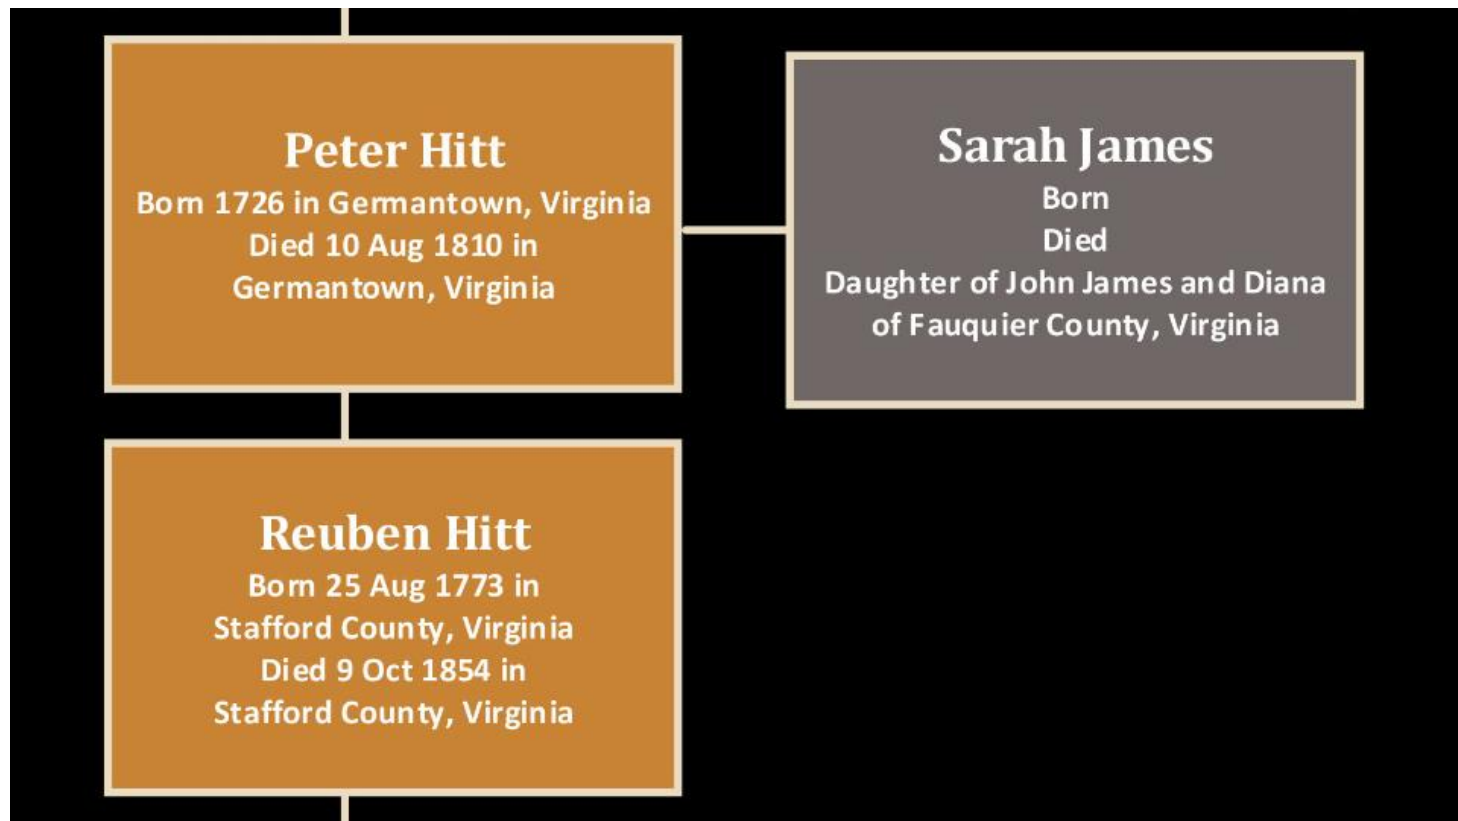 Peter Hitt
Born 1726 in Germantown, Virginia
Died 10 Aug 1810 in
Germantown, Virginia
Sarah James
Born
Died
Daughter of John James and Diana
of Fauquier County, Virginia
Reuben Hitt
Born 25 Aug 1773 in
Stafford County, Virginia
Died 9 Oct 1854 in
Stafford County, Virginia